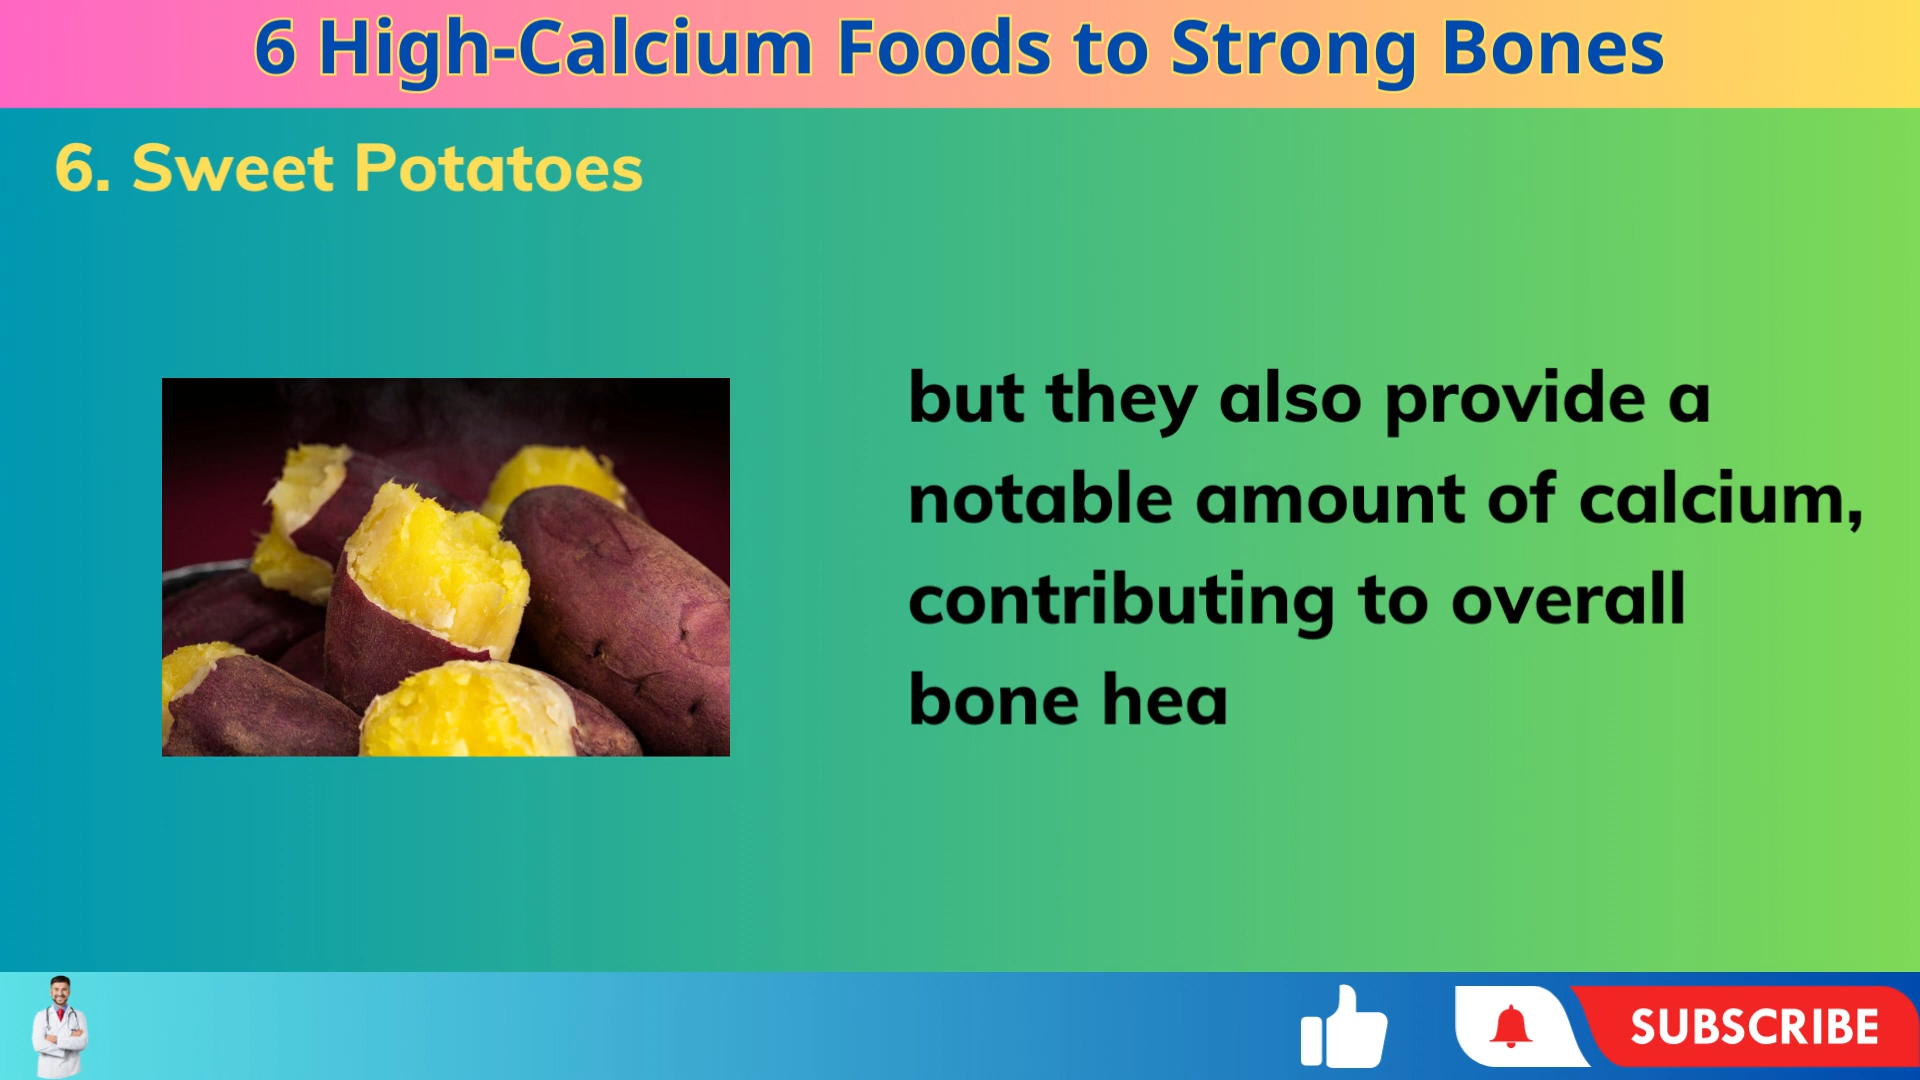 6 High-Calcium Foods to Strong Bones
6. Sweet Potatoes
but they also provide a
notable amount of calcium,
contributing to overall
bone hea
SUBSCRIBE